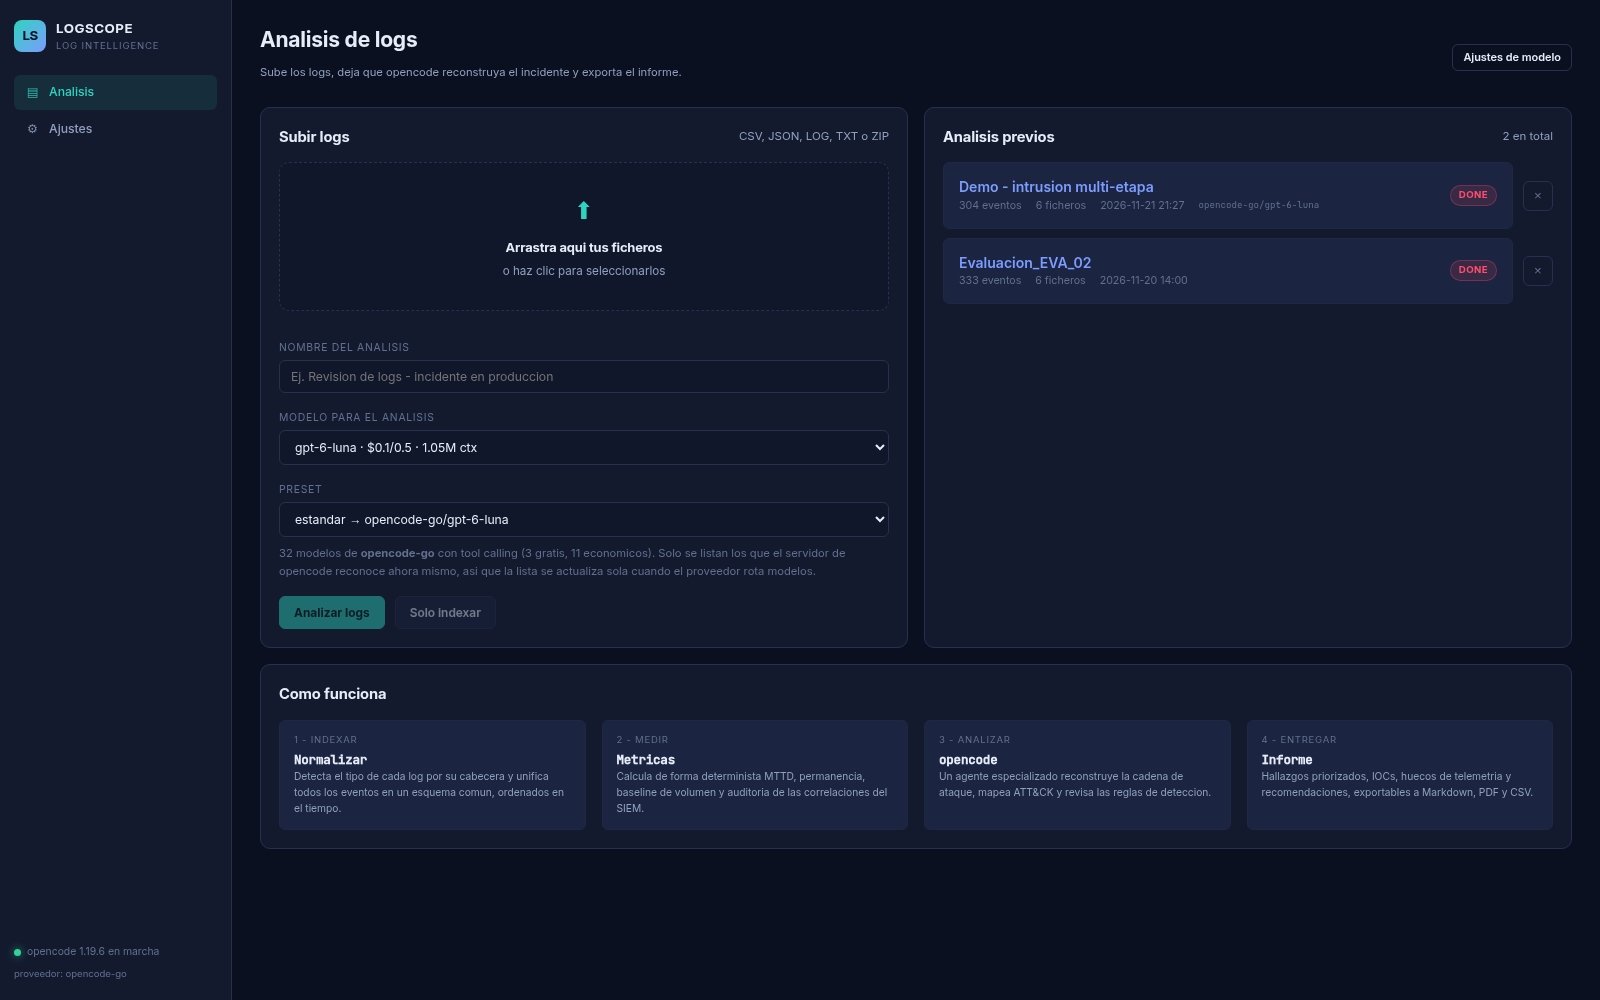 LS
LOGSCOPE
LOG INTELLIGENCE
Analisis
Ajustes
opencode 1.19.6 en marcha
proveedor: opencode-go
Analisis de logs
Sube los logs, deja que opencode reconstruya el incidente y exporta el informe.
Ajustes de modelo
Subir logs
CSV, JSON, LOG, TXT o ZIP
Arrastra aqui tus ficheros
o haz clic para seleccionarlos
NOMBRE DEL ANALISIS
Ej. Revision de logs - incidente en produccion
MODELO PARA EL ANALISIS
gpt-6-luna · $0.1/0.5 · 1.05M ctx
PRESET
estandar → opencode-go/gpt-6-luna
32 modelos de opencode-go con tool calling (3 gratis, 11 economicos). Solo se listan los que el servidor de
opencode reconoce ahora mismo, asi que la lista se actualiza sola cuando el proveedor rota modelos.
Analizar logs
Solo indexar
Analisis previos
2 en total
Demo - intrusion multi-etapa
304 eventos 6 ficheros 2026-11-21 21:27 opencode-go/gpt-6-luna
DONE
×
Evaluacion_EVA_02
333 eventos 6 ficheros 2026-11-20 14:00
DONE
×
Como funciona
1 - INDEXAR
Normalizar
Detecta el tipo de cada log por su cabecera y unifica
todos los eventos en un esquema comun, ordenados en
el tiempo.
2 - MEDIR
Metricas
Calcula de forma determinista MTTD, permanencia,
baseline de volumen y auditoria de las correlaciones del
SIEM.
3 - ANALIZAR
opencode
Un agente especializado reconstruye la cadena de
ataque, mapea ATT&CK y revisa las reglas de deteccion.
4 - ENTREGAR
Informe
Hallazgos priorizados, IOCs, huecos de telemetria y
recomendaciones, exportables a Markdown, PDF y CSV.